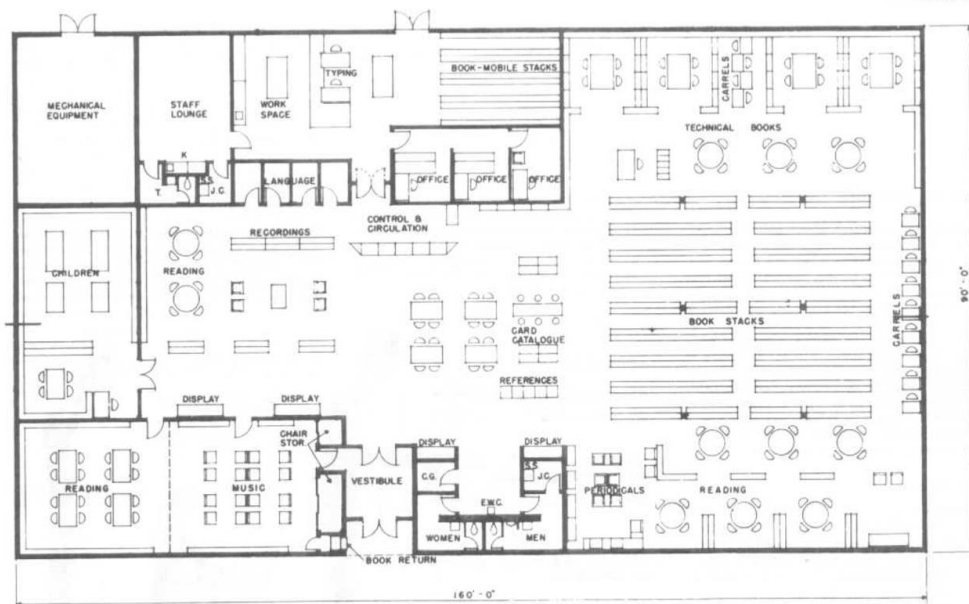 MECHANICAL
EQUIPMENT
STAFF
LOUNGE
WORK
SPACE
TYPING
BOOK-MOBILE STACKS
CARRELS
TECHNICAL BOOKS
K
T.
S.S.
J.C.
LANGUAGE
OFFICE
OFFICE
OFFICE
CONTROL &
CIRCULATION
RECORDINGS
READING
CHILDREN
CARD
CATALOGUE
REFERENCES
BOOK STACKS
CARRELS
90'-0"
DISPLAY
DISPLAY
CHAIR
STOR.
READING
MUSIC
VESTIBULE
DISPLAY
DISPLAY
C.G.
S.S.
J.C.
E.W.C.
WOMEN
MEN
PERIODICALS
READING
BOOK RETURN
160'-0"